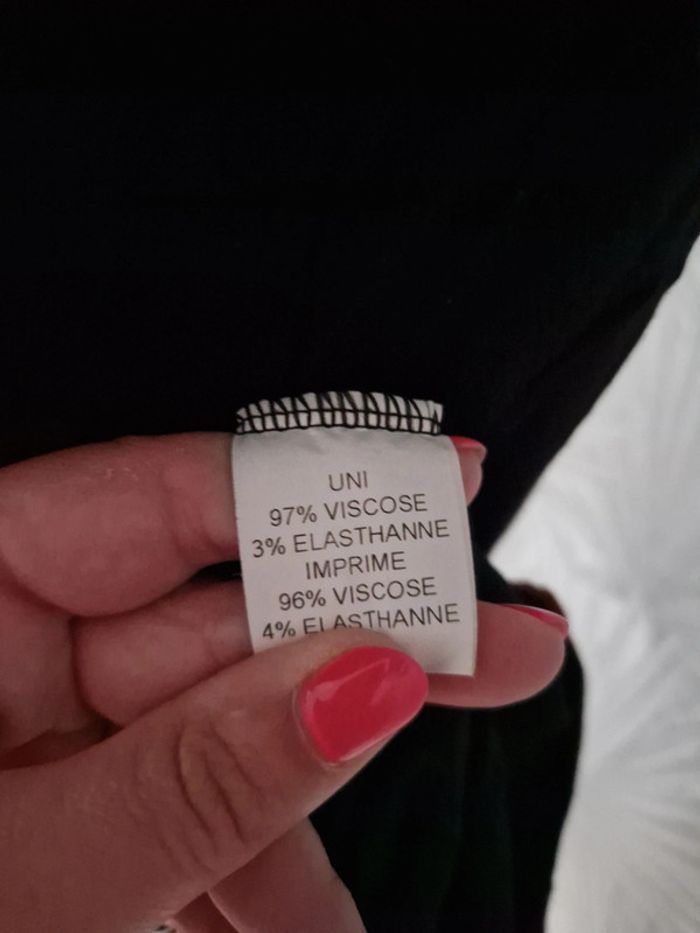 UNI
97% VISCOSE
3% ELASTHANNE
IMPRIME
96% VISCOSE
4% ELASTHANNE